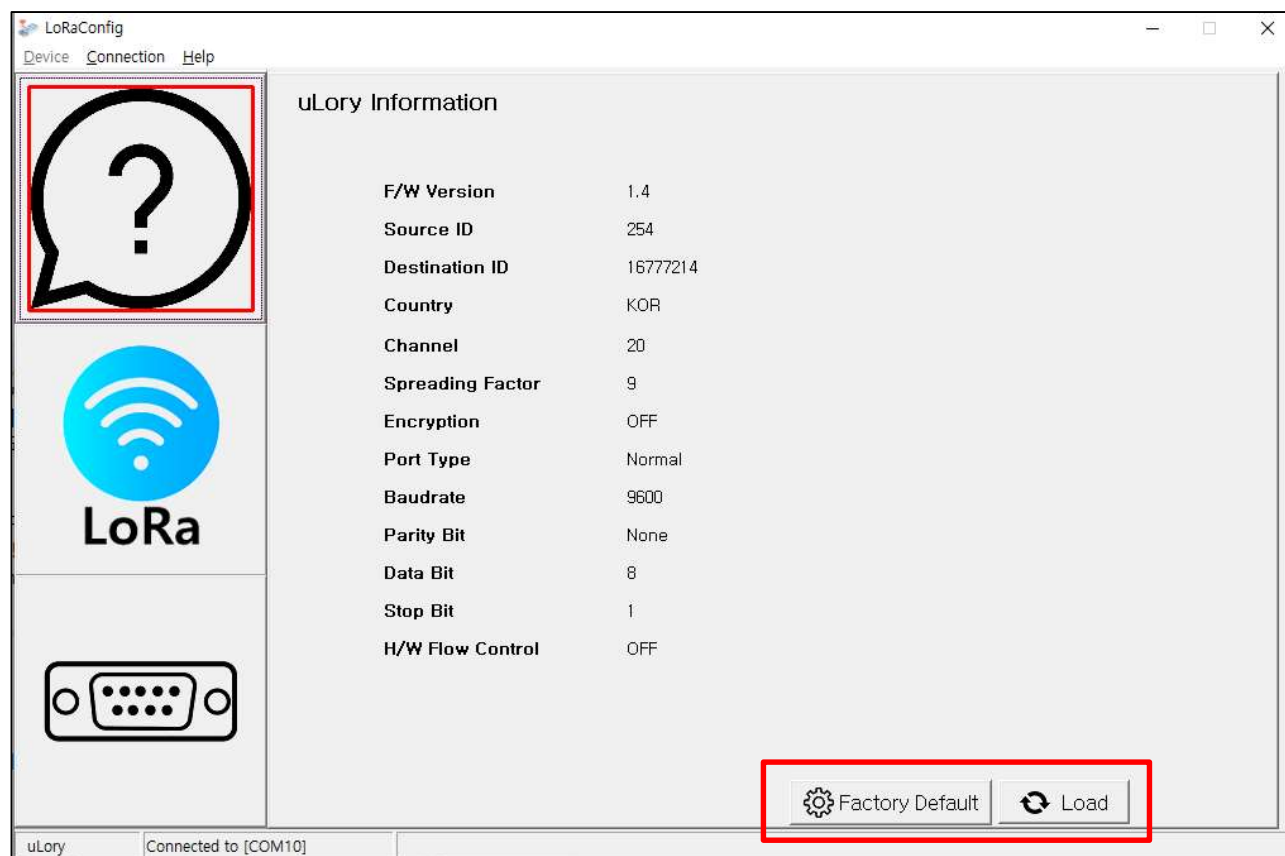 LoRaConfig
Device Connection Help
uLory Information
F/W Version 1.4
Source ID 254
Destination ID 16777214
Country KOR
Channel 20
Spreading Factor 9
Encryption OFF
Port Type Normal
Baudrate 9600
Parity Bit None
Data Bit 8
Stop Bit 1
H/W Flow Control OFF
?
LoRa
Factory Default Load
uLory Connected to [COM10]